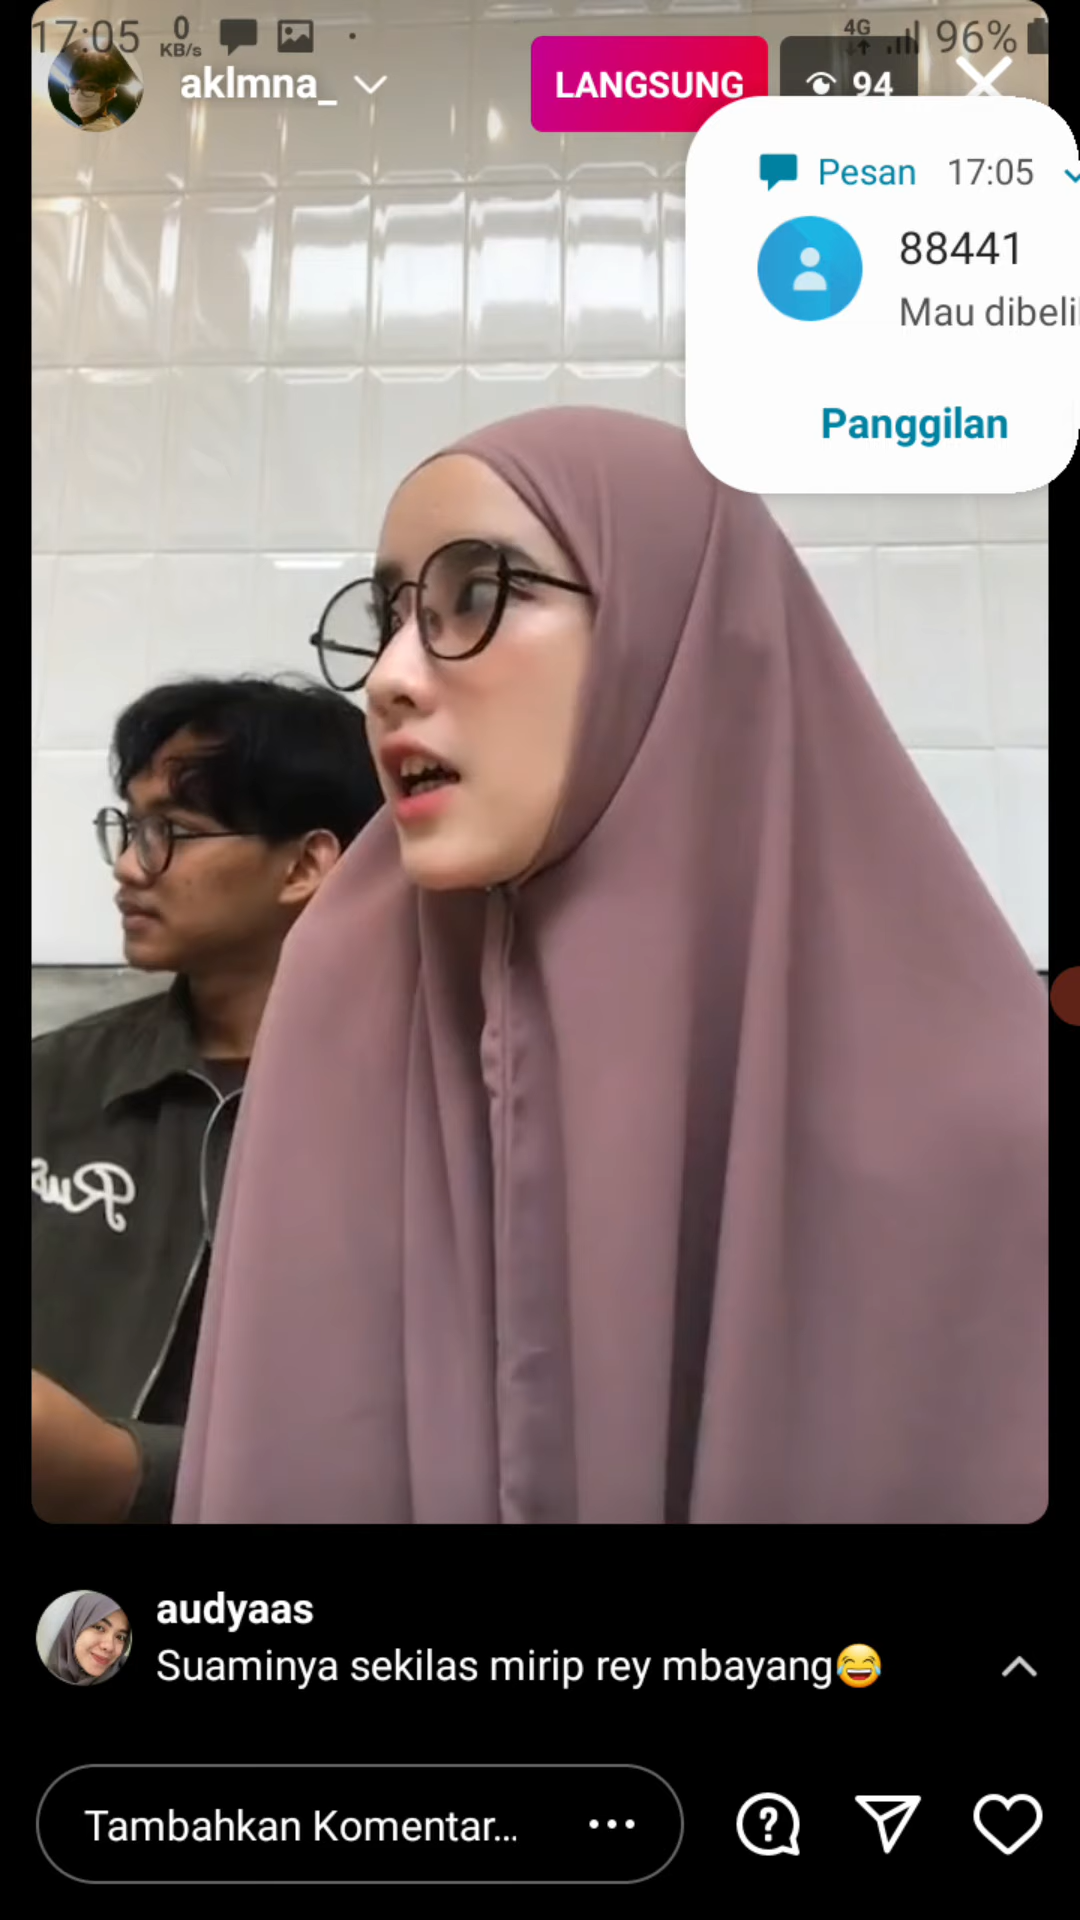 17:05 0 KB/s 4G 96%
aklmna_ LANGSUNG 94
Pesan 17:05
88441
Mau dibeli
Panggilan
audyaas
Suaminya sekilas mirip rey mbayang😂
Tambahkan Komentar...